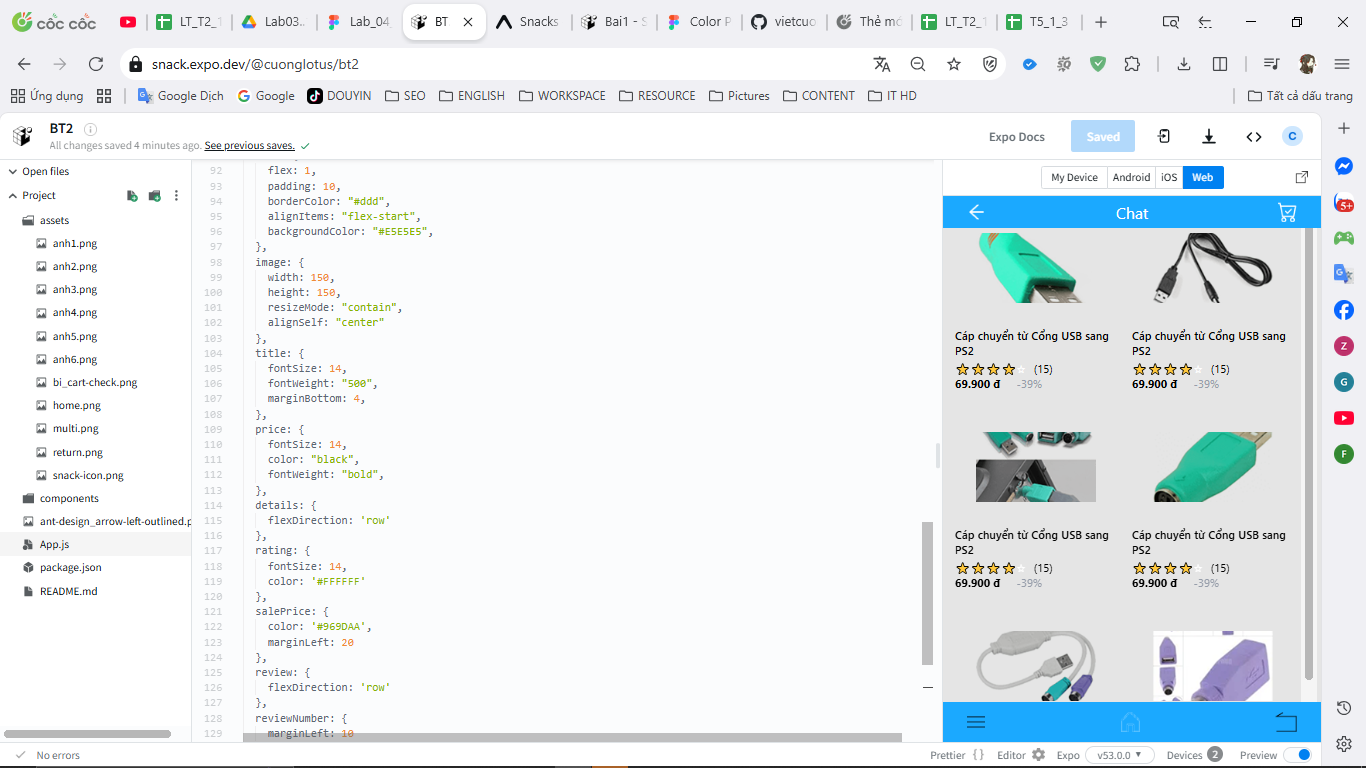 cốc cốc
LT_T2_1
Lab03..
Lab_04
BT
Snacks
Bai1 - S
Color P
vietcuo
Thẻ mớ
LT_T2_1
T5_1_3
snack.expo.dev/@cuonglotus/bt2
Ứng dụng
Google Dịch
Google
DOUYIN
SEO
ENGLISH
WORKSPACE
RESOURCE
Pictures
CONTENT
IT HD
Tất cả dấu trang
BT2
All changes saved 4 minutes ago. See previous saves.
Expo Docs
Saved
C
Open files
Project
assets
anh1.png
anh2.png
anh3.png
anh4.png
anh5.png
anh6.png
bi_cart-check.png
home.png
multi.png
return.png
snack-icon.png
components
ant-design_arrow-left-outlined.p
App.js
package.json
README.md
92 flex: 1,
93 padding: 10,
94 borderColor: "#ddd",
95 alignItems: "flex-start",
96 backgroundColor: "#E5E5E5",
97 },
98 image: {
99 width: 150,
100 height: 150,
101 resizeMode: "contain",
102 alignSelf: "center"
103 },
104 title: {
105 fontSize: 14,
106 fontWeight: "500",
107 marginBottom: 4,
108 },
109 price: {
110 fontSize: 14,
111 color: "black",
112 fontWeight: "bold",
113 },
114 details: {
115 flexDirection: 'row'
116 },
117 rating: {
118 fontSize: 14,
119 color: '#FFFFFF'
120 },
121 salePrice: {
122 color: '#969DAA',
123 marginLeft: 20
124 },
125 review: {
126 flexDirection: 'row'
127 },
128 reviewNumber: {
129 marginLeft: 10
My Device
Android
iOS
Web
Chat
Cáp chuyển từ Cổng USB sang
PS2
(15)
69.900 đ -39%
Cáp chuyển từ Cổng USB sang
PS2
(15)
69.900 đ -39%
Cáp chuyển từ Cổng USB sang
PS2
(15)
69.900 đ -39%
Cáp chuyển từ Cổng USB sang
PS2
(15)
69.900 đ -39%
5+
Z
G
F
No errors
Prettier { }
Editor
Expo
v53.0.0
Devices 2
Preview